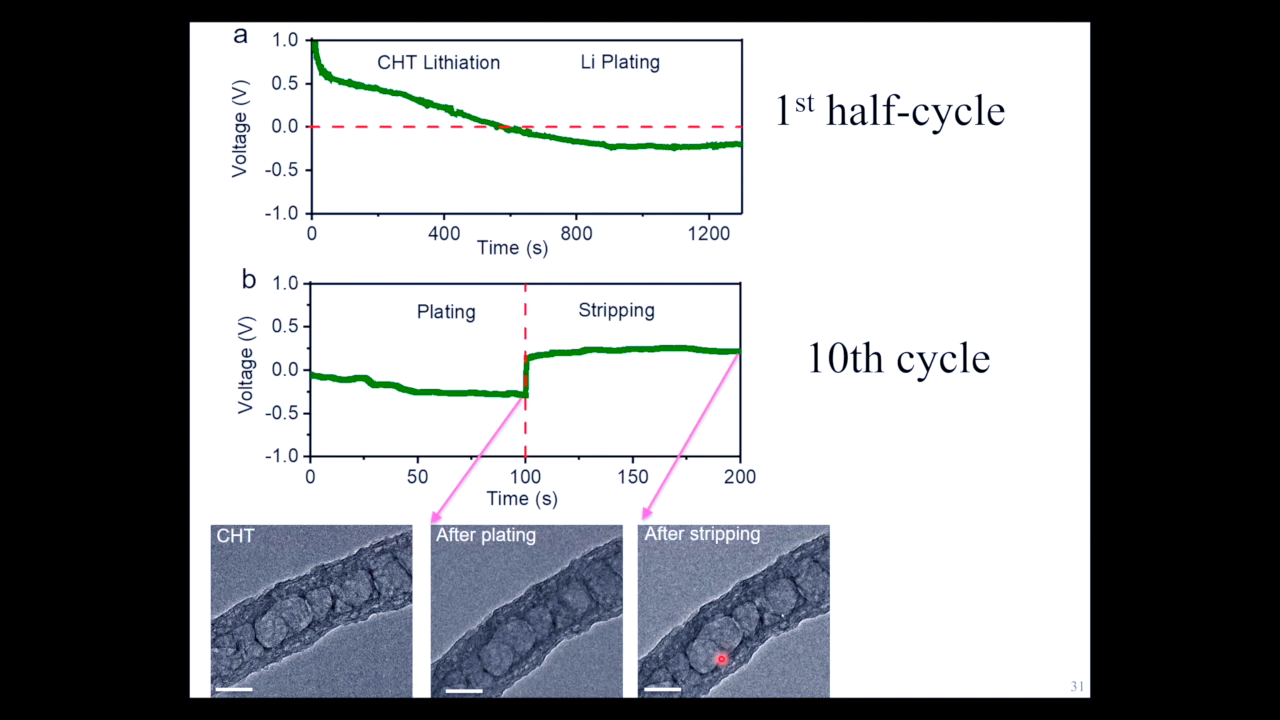 a
1.0
0.5
0.0
-0.5
-1.0
Voltage (V)
CHT Lithiation Li Plating
0 400 800 1200
Time (s)
1st half-cycle
b
1.0
0.5
0.0
-0.5
-1.0
Voltage (V)
Plating Stripping
0 50 100 150 200
Time (s)
10th cycle
CHT
After plating
After stripping
31